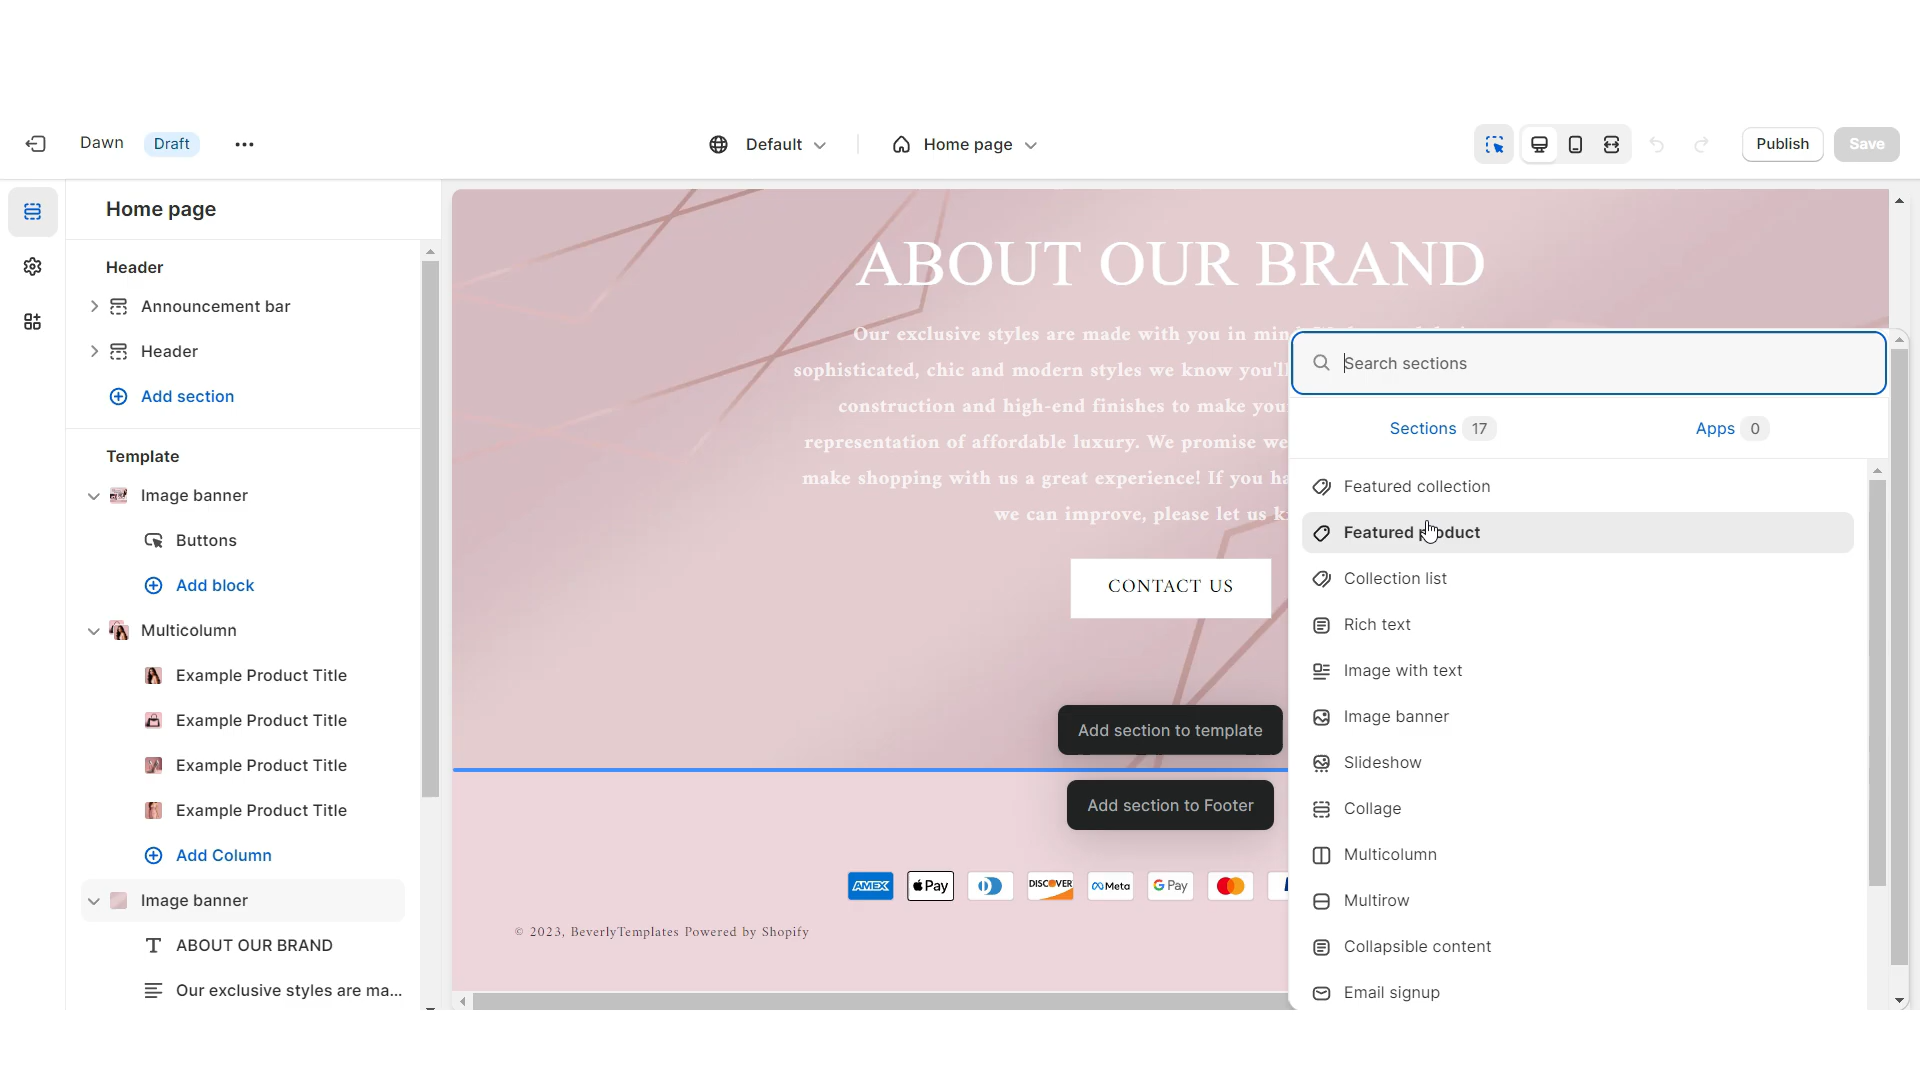 Dawn
Draft
Default
Home page
Publish
Save
Home page
Header
Announcement bar
Header
Add section
Template
Image banner
Buttons
Add block
Multicolumn
Example Product Title
Example Product Title
Example Product Title
Example Product Title
Add Column
Image banner
ABOUT OUR BRAND
Our exclusive styles are ma...
ABOUT OUR BRAND
Our exclusive styles are made with you in
sophisticated, chic and modern styles we know you'll
construction and high-end finishes to make
representation of affordable luxury. We promise we
make shopping with us a great experience! If you
we can improve, please let us
CONTACT US
Add section to template
Add section to Footer
AMEX
Pay
DISCOVER
Meta
G Pay
© 2023, BeverlyTemplates Powered by Shopify
Search sections
Sections 17
Apps 0
Featured collection
Featured product
Collection list
Rich text
Image with text
Image banner
Slideshow
Collage
Multicolumn
Multirow
Collapsible content
Email signup